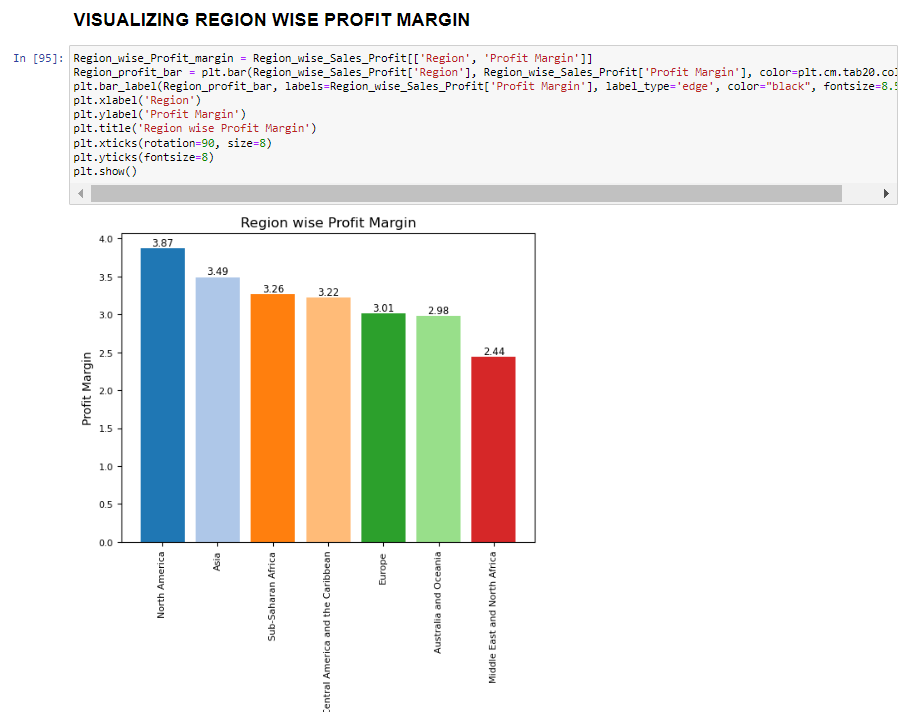 VISUALIZING REGION WISE PROFIT MARGIN
In [95]:
Region_wise_Profit_margin = Region_wise_Sales_Profit[['Region', 'Profit Margin']]
Region_profit_bar = plt.bar(Region_wise_Sales_Profit['Region'], Region_wise_Sales_Profit['Profit Margin'], color=plt.cm.tab20.col
plt.bar_label(Region_profit_bar, labels=Region_wise_Sales_Profit['Profit Margin'], label_type='edge', color="black", fontsize=8.5
plt.xlabel('Region')
plt.ylabel('Profit Margin')
plt.title('Region wise Profit Margin')
plt.xticks(rotation=90, size=8)
plt.yticks(fontsize=8)
plt.show()
Region wise Profit Margin
4.0
3.5
3.0
2.5
2.0
1.5
1.0
0.5
0.0
Profit Margin
3.87
3.49
3.26
3.22
3.01
2.98
2.44
North America
Asia
Sub-Saharan Africa
entral America and the Caribbean
Europe
Australia and Oceania
Middle East and North Africa